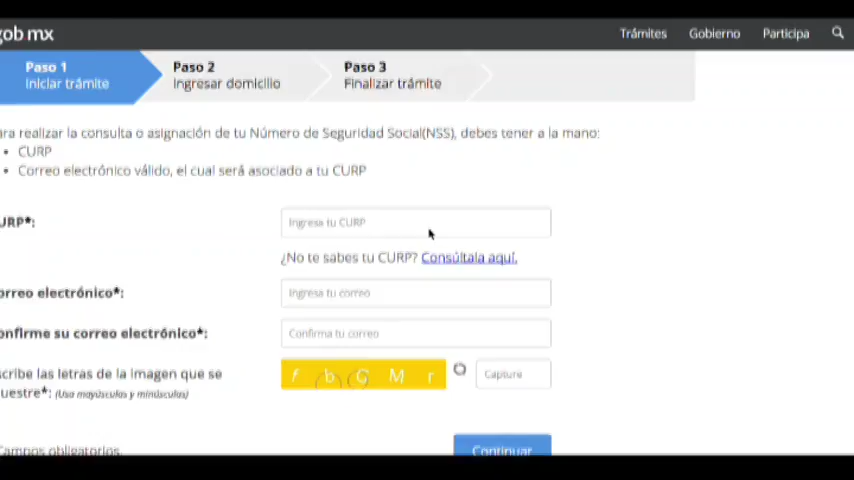 gob mx
Trámites Gobierno Participa
Paso 1 Paso 2 Paso 3
Iniciar trámite Ingresar domicilio Finalizar trámite
ara realizar la consulta o asignación de tu Número de Seguridad Social(NSS), debes tener a la mano:
• CURP
• Correo electrónico válido, el cual será asociado a tu CURP
URP*: Ingresa tu CURP
¿No te sabes tu CURP? Consúltala aquí.
orreo electrónico*: Ingresa tu correo
onfirme su correo electrónico*: Confirma tu correo
scribe las letras de la imagen que se
uestre*: (Usa mayúsculas y minúsculas)
f b G M r Capture
Campos obligatorios.
Continuar